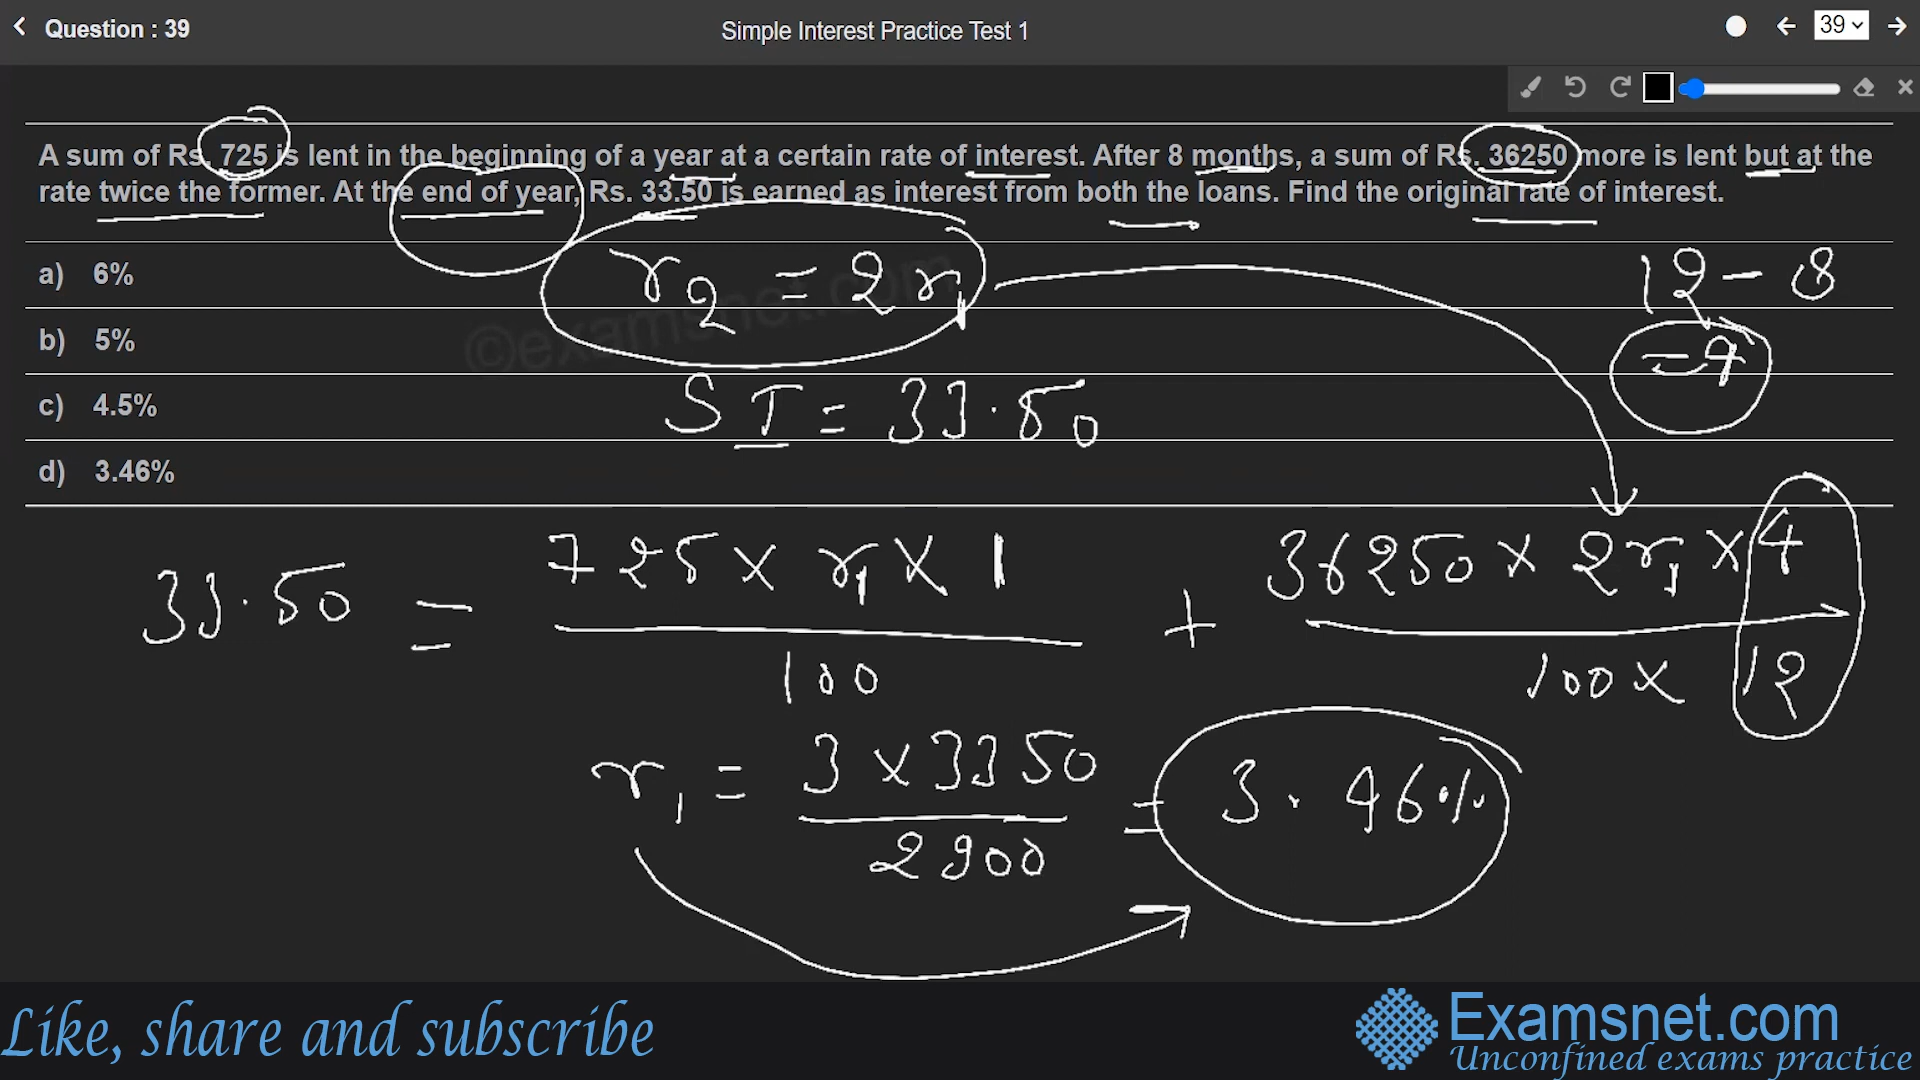 Question : 39
Simple Interest Practice Test 1
39
A sum of Rs. 725 is lent in the beginning of a year at a certain rate of interest. After 8 months, a sum of Rs. 36250 more is lent but at the
rate twice the former. At the end of year, Rs. 33.50 is earned as interest from both the loans. Find the original rate of interest.
a) 6%
b) 5%
c) 4.5%
d) 3.46%
©examsnet.com
r2 = 2r1
12 - 8
= 4
SI = 33.50
33.50 = 725 × r1 × 1 / 100 + 36250 × 2r1 × 4 / 100 × 12
r1 = 3 × 3350 / 2900 = 3.46%
Like, share and subscribe
Examsnet.com
Unconfined exams practice